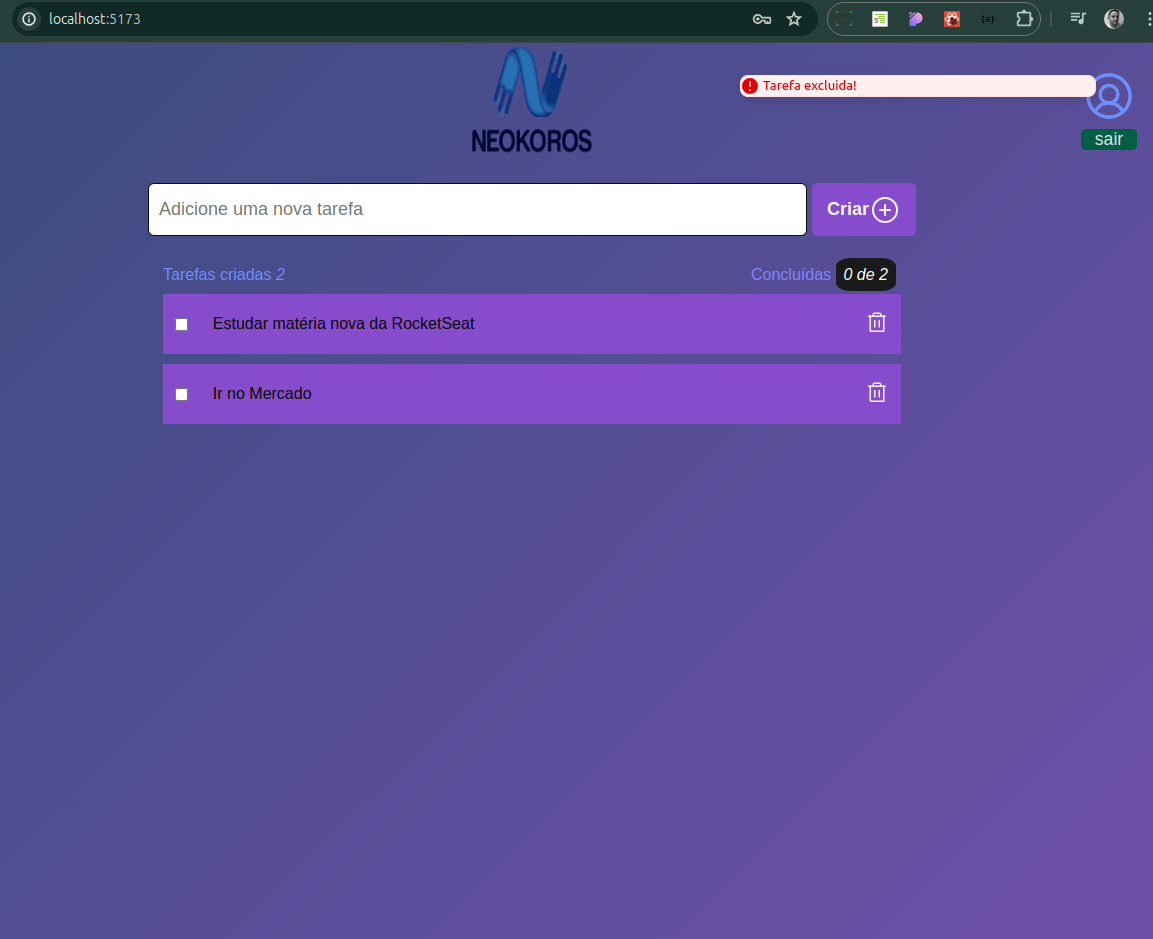 localhost:5173
Tarefa excluida!
NEOKOROS
sair
Adicione uma nova tarefa
Criar
Tarefas criadas 2
Concluídas 0 de 2
Estudar matéria nova da RocketSeat
Ir no Mercado